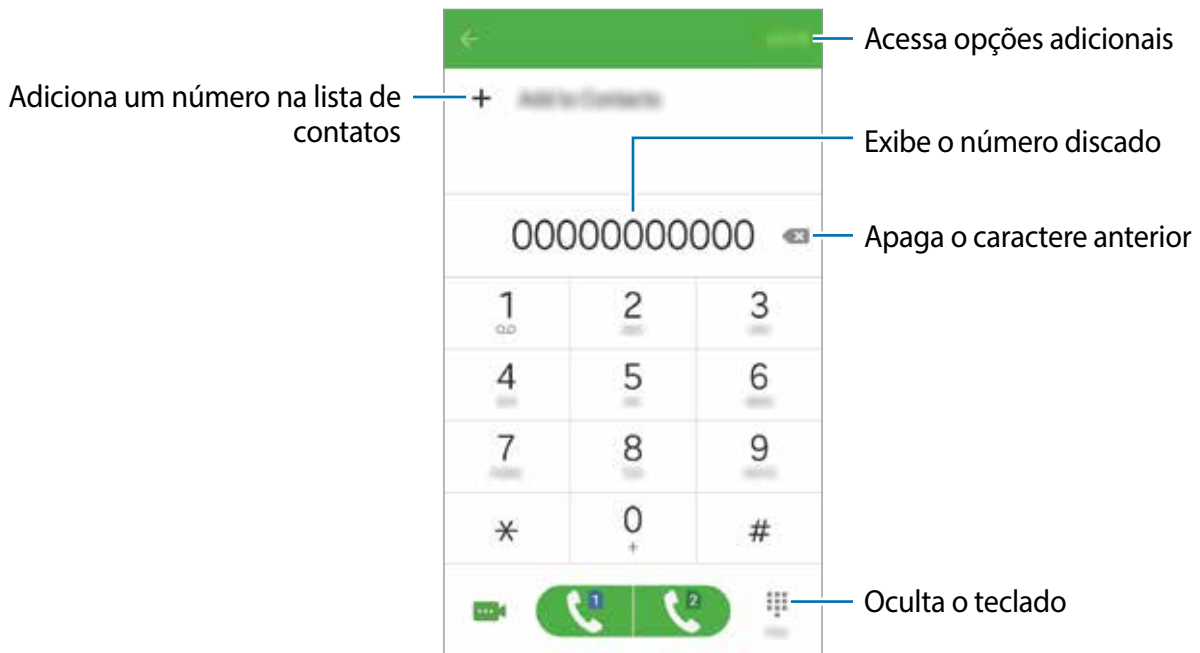 Acessa opções adicionais
Adiciona um número na lista de
contatos
Exibe o número discado
00000000000
Apaga o caractere anterior
1 2 3
4 5 6
7 8 9
* 0 #
+
1 2
Oculta o teclado